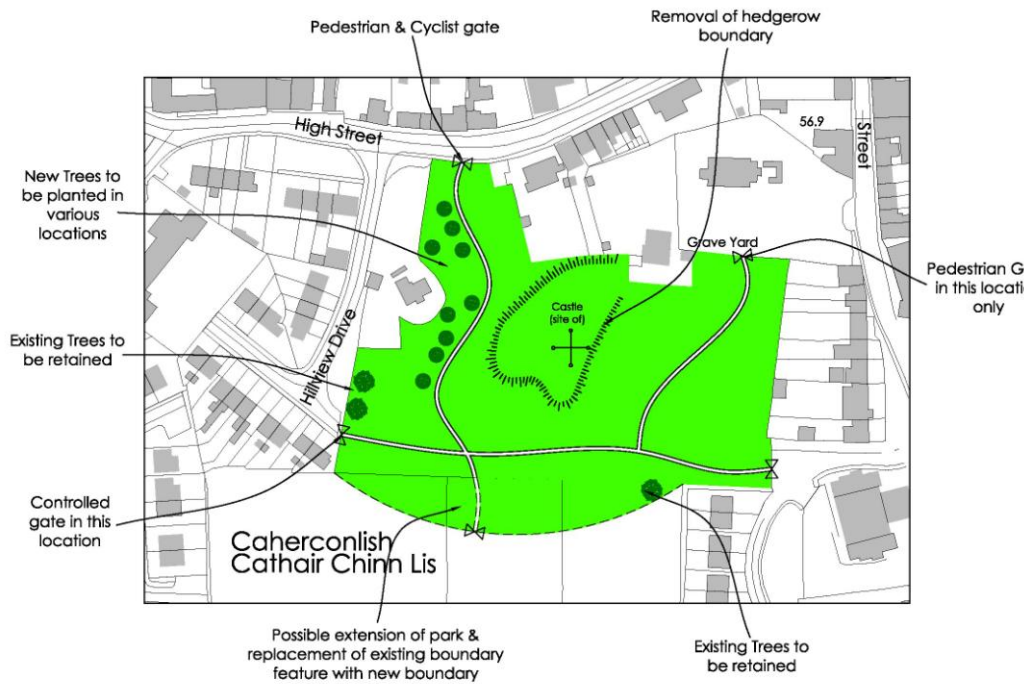 Pedestrian & Cyclist gate
Removal of hedgerow
boundary
High Street
56.9
Street
New Trees to
be planted in
various
locations
Grave Yard
Pedestrian G
in this locati
only
Castle
(site of)
Existing Trees to
be retained
Hillview Drive
Controlled
gate in this
location
Caherconlish
Cathair Chinn Lis
Possible extension of park &
replacement of existing boundary
feature with new boundary
Existing Trees to
be retained